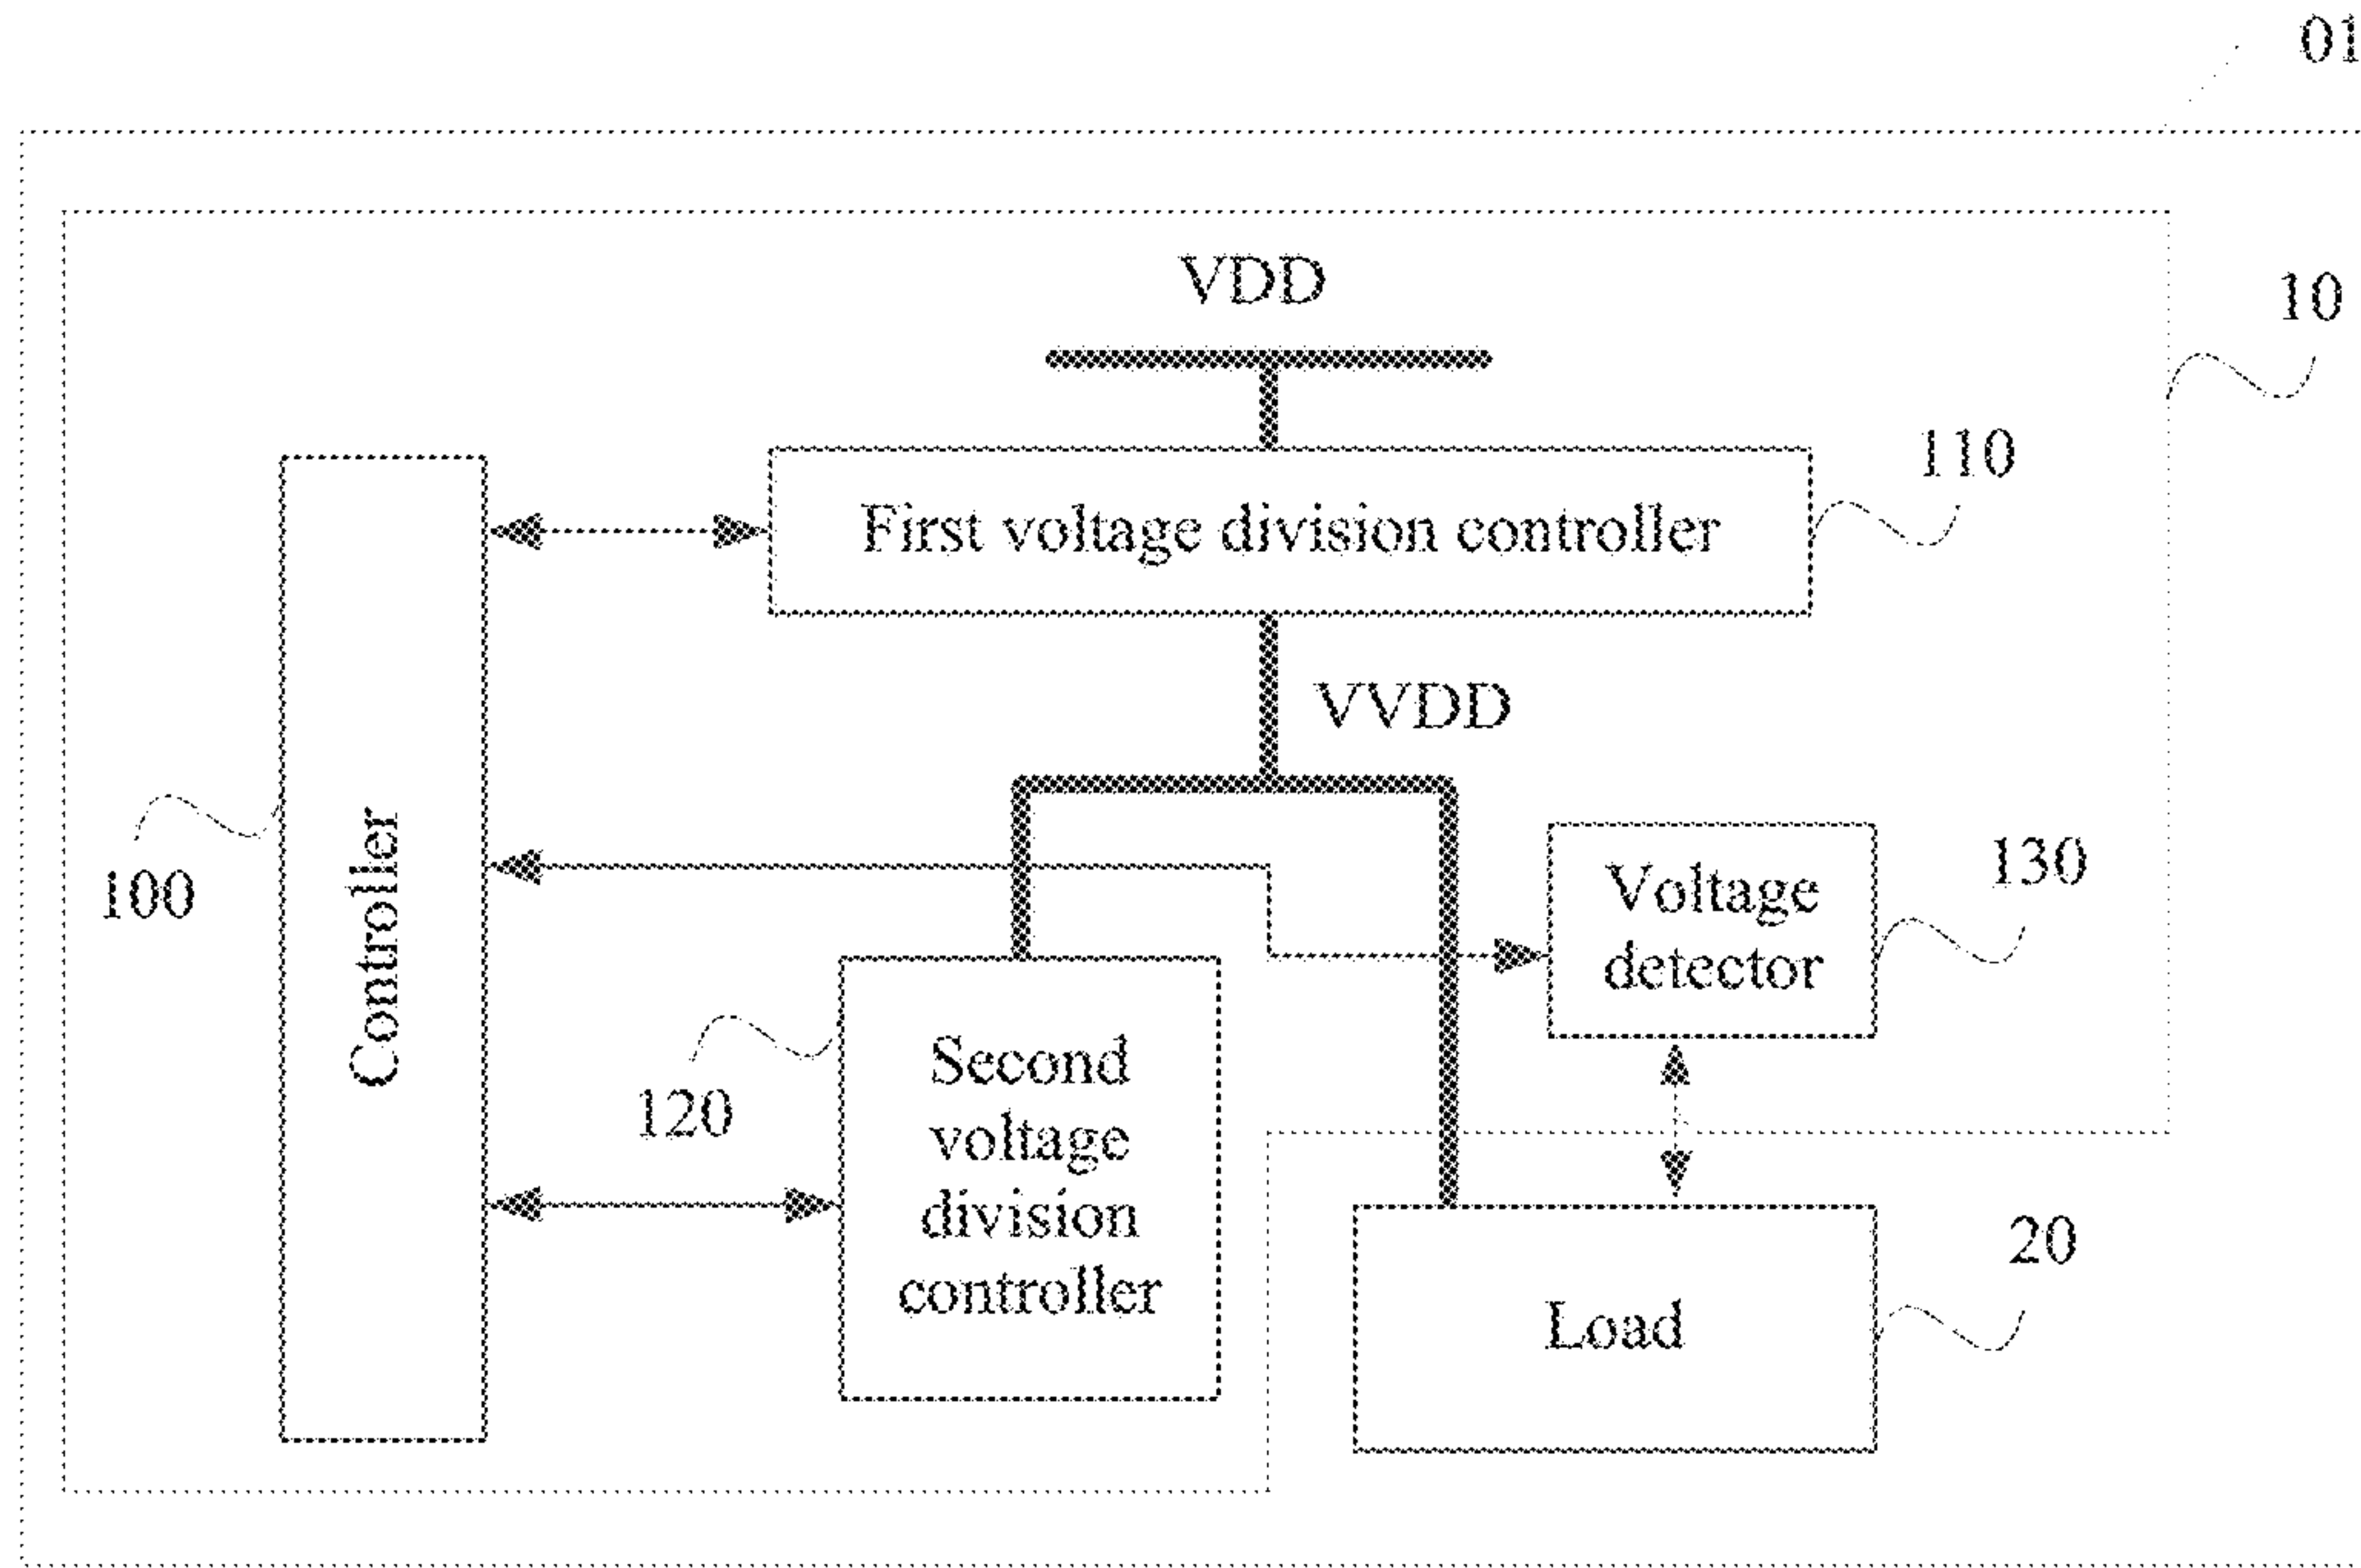 01
VDD
10
110
First voltage division controller
VVDD
Controller
100
Voltage
detector
130
120
Second
voltage
division
controller
20
Load